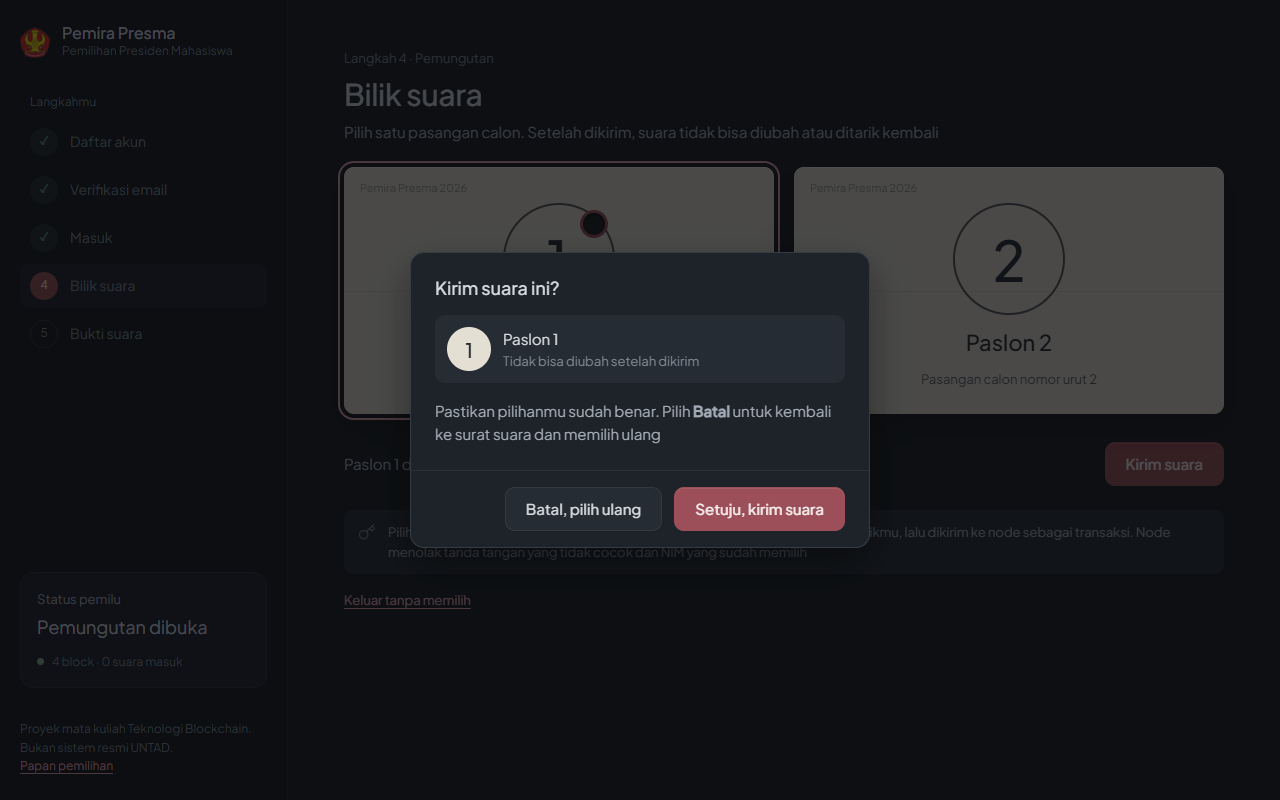 Pemira Presma
Pemilihan Presiden Mahasiswa
Langkahmu
✓ Daftar akun
✓ Verifikasi email
✓ Masuk
4 Bilik suara
5 Bukti suara
Status pemilu
Pemungutan dibuka
4 block · 0 suara masuk
Proyek mata kuliah Teknologi Blockchain.
Bukan sistem resmi UNTAD.
Papan pemilihan
Langkah 4 · Pemungutan
Bilik suara
Pilih satu pasangan calon. Setelah dikirim, suara tidak bisa diubah atau ditarik kembali
Pemira Presma 2026
1
Pemira Presma 2026
2
Paslon 2
Pasangan calon nomor urut 2
Kirim suara ini?
1
Paslon 1
Tidak bisa diubah setelah dikirim
Pastikan pilihanmu sudah benar. Pilih Batal untuk kembali
ke surat suara dan memilih ulang
Batal, pilih ulang
Setuju, kirim suara
Paslon 1
Kirim suara
lalu dikirim ke node sebagai transaksi. Node
menolak tanda tangan yang tidak cocok dan NIM yang sudah memilih
Keluar tanpa memilih